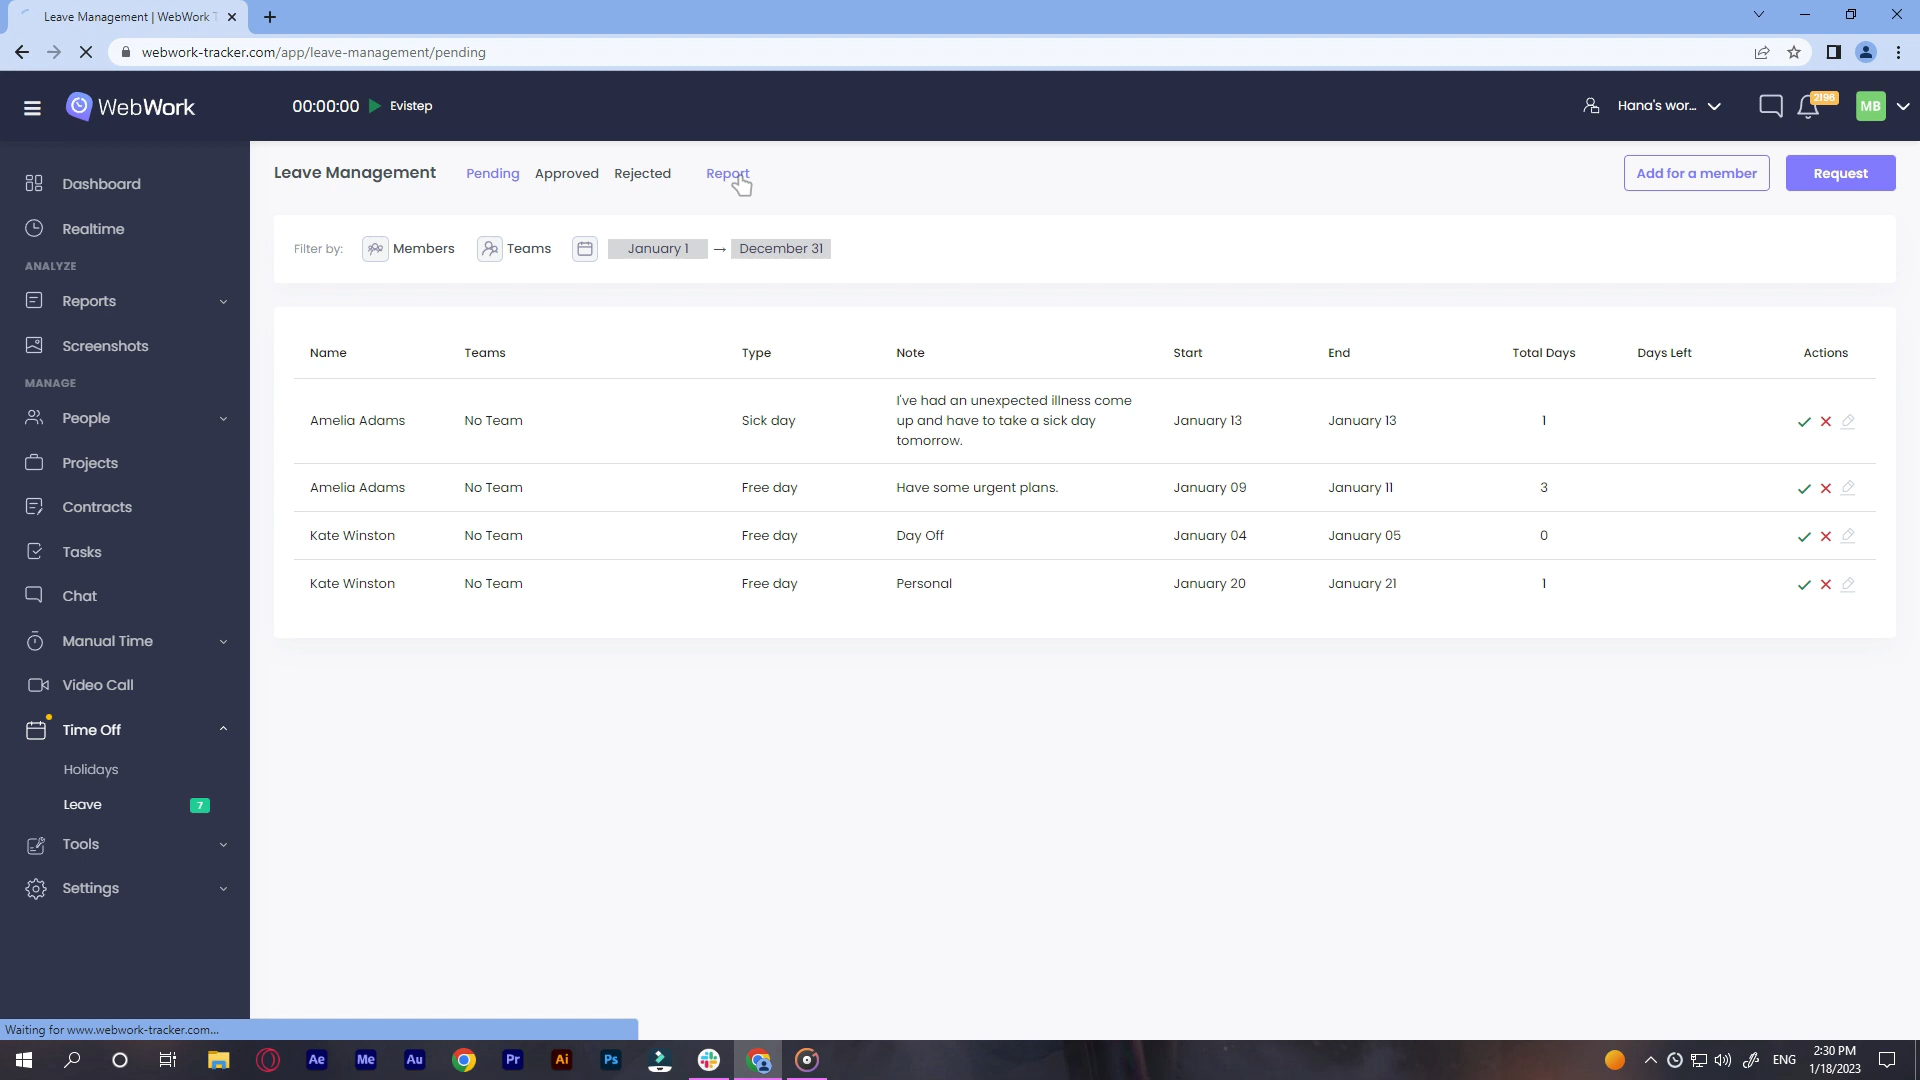 Leave Management | WebWork T
webwork-tracker.com/app/leave-management/pending
WebWork
00:00:00
Evistep
Hana's wor...
2196
MB
Dashboard
Realtime
ANALYZE
Reports
Screenshots
MANAGE
People
Projects
Contracts
Tasks
Chat
Manual Time
Video Call
Time Off
Holidays
Leave
7
Tools
Settings
Leave Management
Pending
Approved
Rejected
Report
Add for a member
Request
Filter by:
Members
Teams
January 1 → December 31
Name Teams Type Note Start End Total Days Days Left Actions
Amelia Adams No Team Sick day I've had an unexpected illness come
up and have to take a sick day
tomorrow. January 13 January 13 1
Amelia Adams No Team Free day Have some urgent plans. January 09 January 11 3
Kate Winston No Team Free day Day Off January 04 January 05 0
Kate Winston No Team Free day Personal January 20 January 21 1
Waiting for www.webwork-tracker.com...
Ae
Me
Au
Pr
Ai
Ps
ENG
2:30 PM
1/18/2023